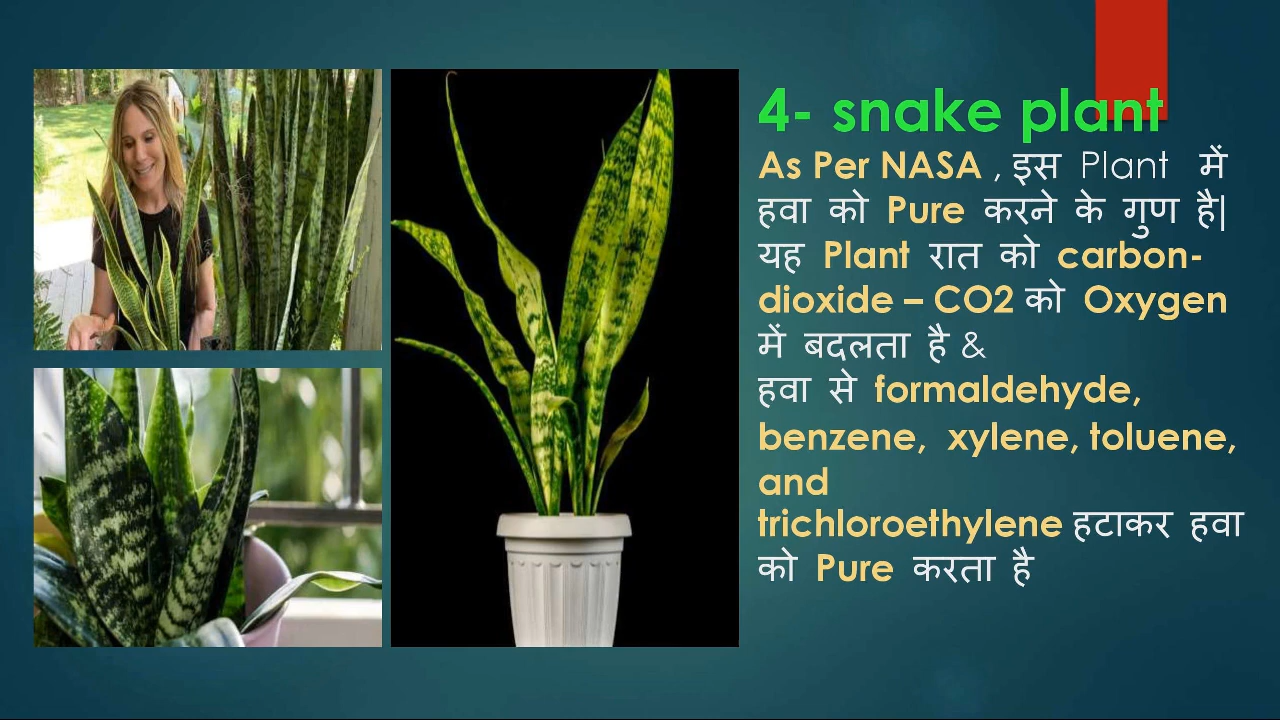 4- snake plant
As Per NASA , इस Plant में
हवा को Pure करने के गुण है|
यह Plant रात को carbon-
dioxide – CO2 को Oxygen
में बदलता है &
हवा से formaldehyde,
benzene, xylene, toluene,
and
trichloroethylene हटाकर हवा
को Pure करता है